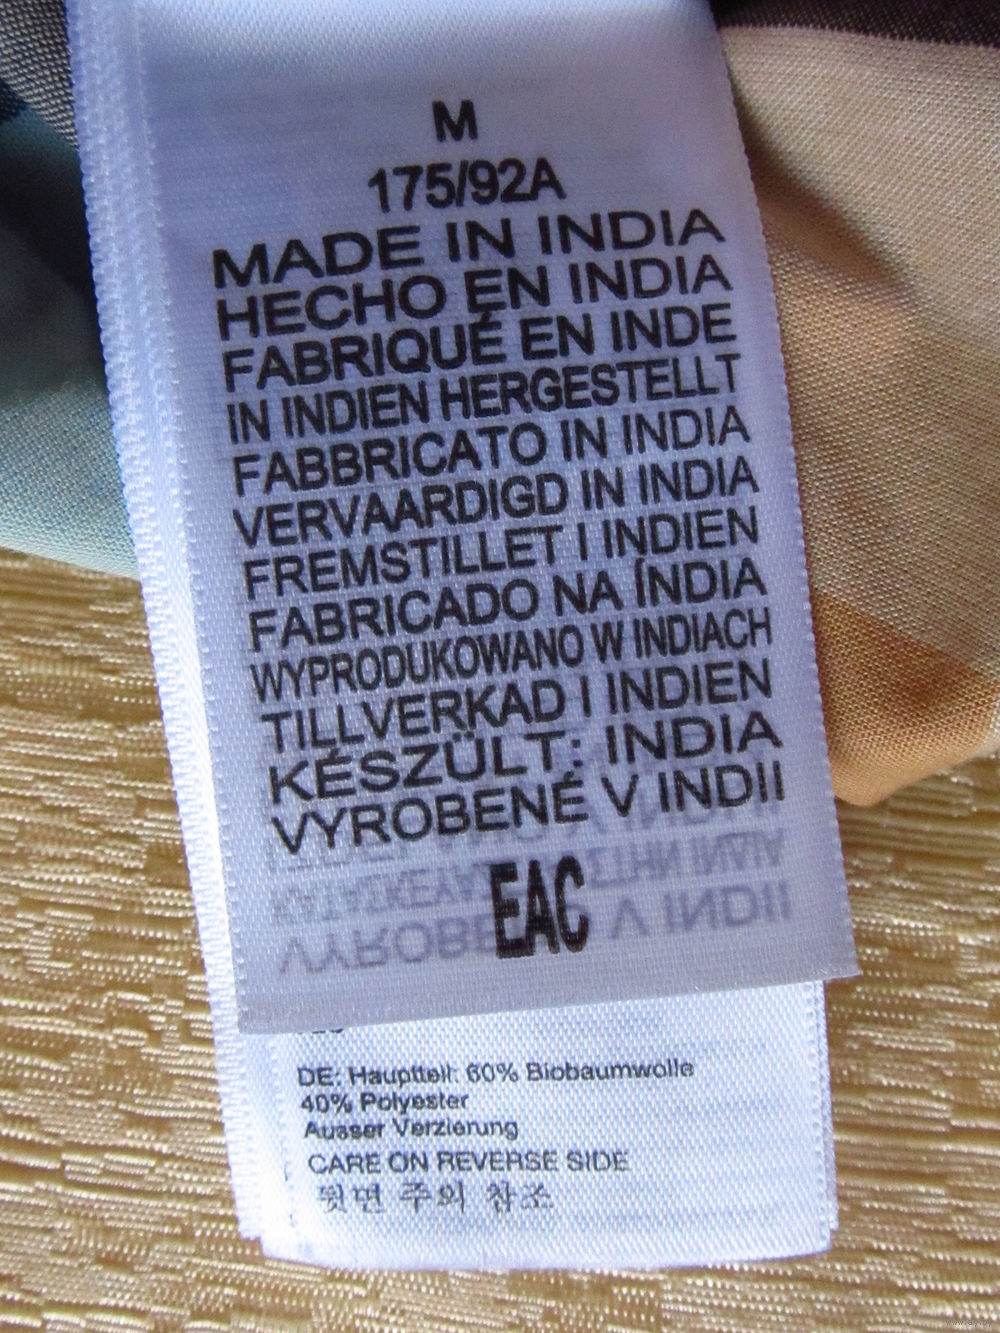 M
175/92A
MADE IN INDIA
HECHO EN INDIA
FABRIQUÉ EN INDE
IN INDIEN HERGESTELLT
FABBRICATO IN INDIA
VERVAARDIGD IN INDIA
FREMSTILLET I INDIEN
FABRICADO NA ÍNDIA
WYPRODUKOWANO W INDIACH
TILLVERKAD I INDIEN
KÉSZÜLT: INDIA
VYROBENÉ V INDII
EAC
DE: Hauptteil: 60% Biobaumwolle
40% Polyester
Ausser Verzierung
CARE ON REVERSE SIDE
뒷면 주의 참조